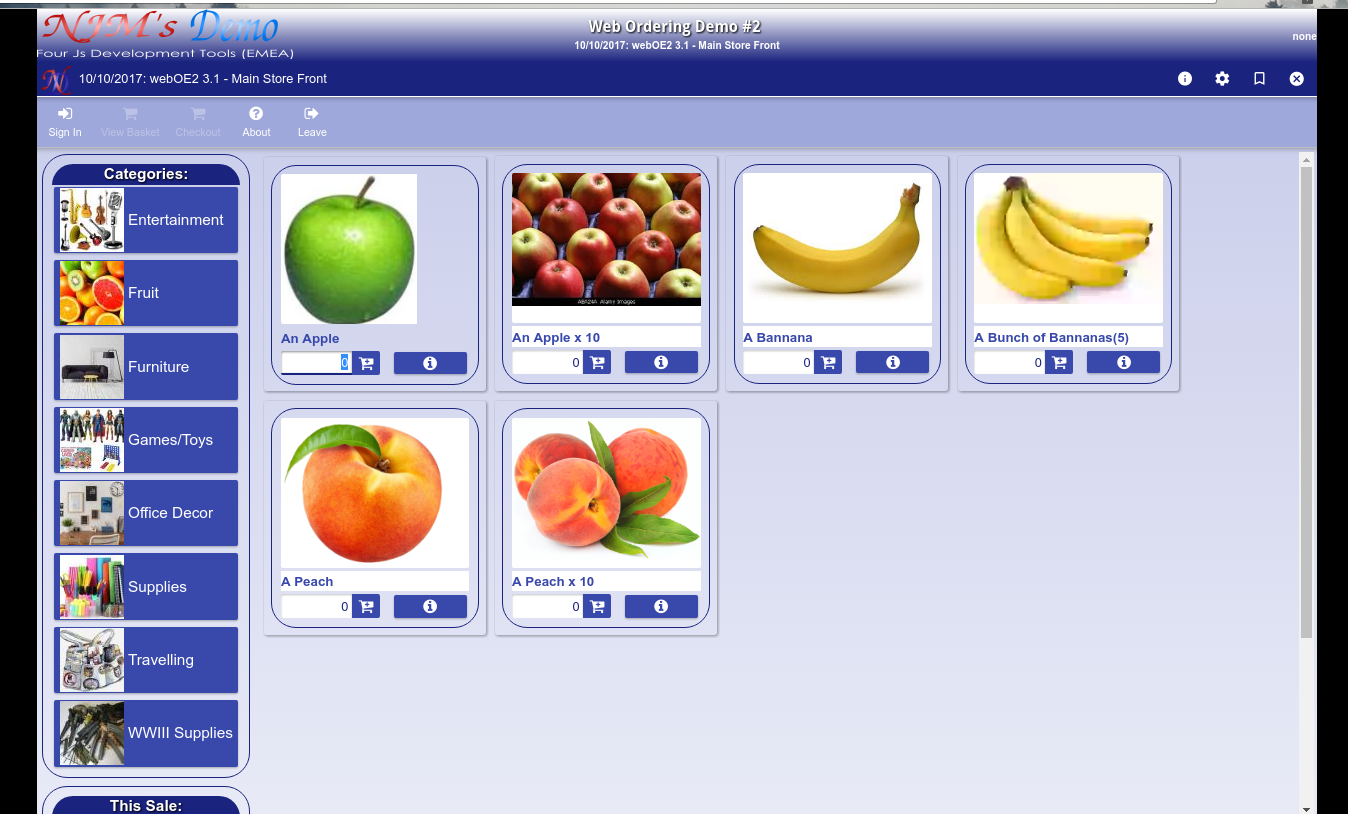 NJM's Demo
Four Js Development Tools (EMEA)
Web Ordering Demo #2
10/10/2017: webOE2 3.1 - Main Store Front
none
10/10/2017: webOE2 3.1 - Main Store Front
Sign In
View Basket
Checkout
About
Leave
Categories:
Entertainment
Fruit
Furniture
Games/Toys
Office Decor
Supplies
Travelling
WWIII Supplies
This Sale:
An Apple
0
An Apple x 10
0
A Bannana
0
A Bunch of Bannanas(5)
0
A Peach
0
A Peach x 10
0